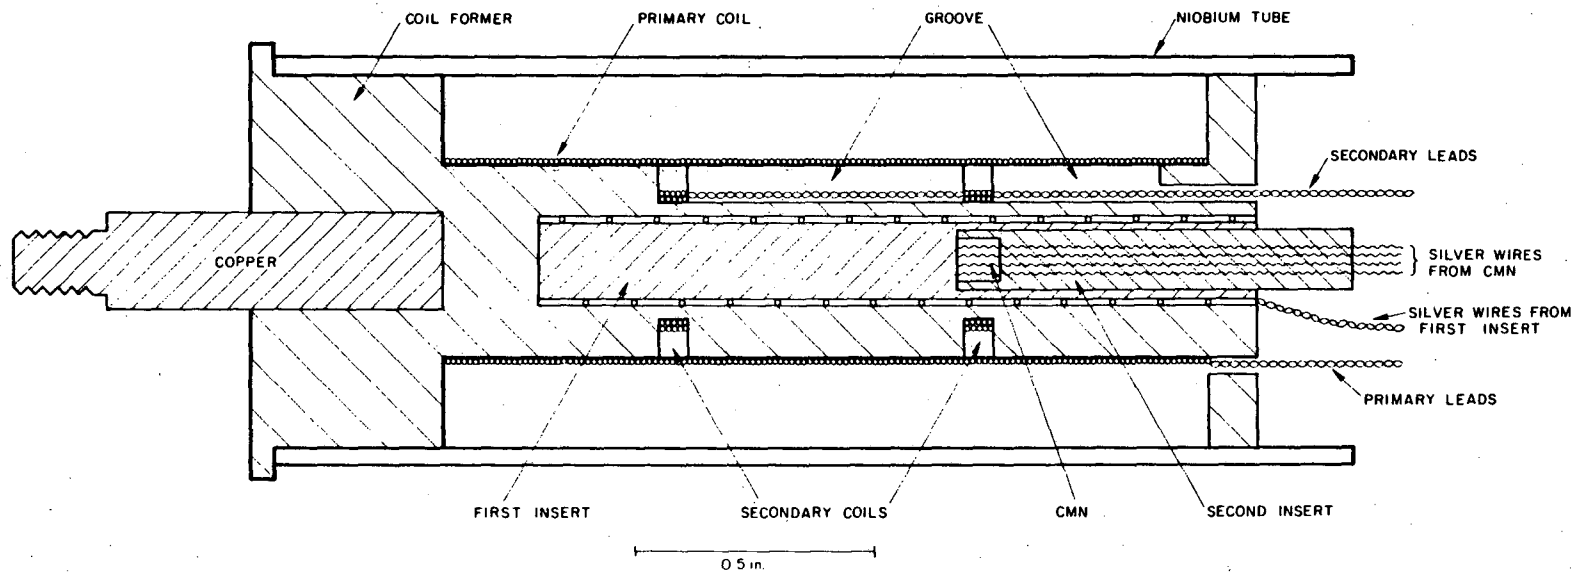 COIL FORMER
PRIMARY COIL
GROOVE
NIOBIUM TUBE
SECONDARY LEADS
COPPER
SILVER WIRES
FROM CMN
SILVER WIRES FROM
FIRST INSERT
PRIMARY LEADS
FIRST INSERT
SECONDARY COILS
CMN
SECOND INSERT
0 5 in.